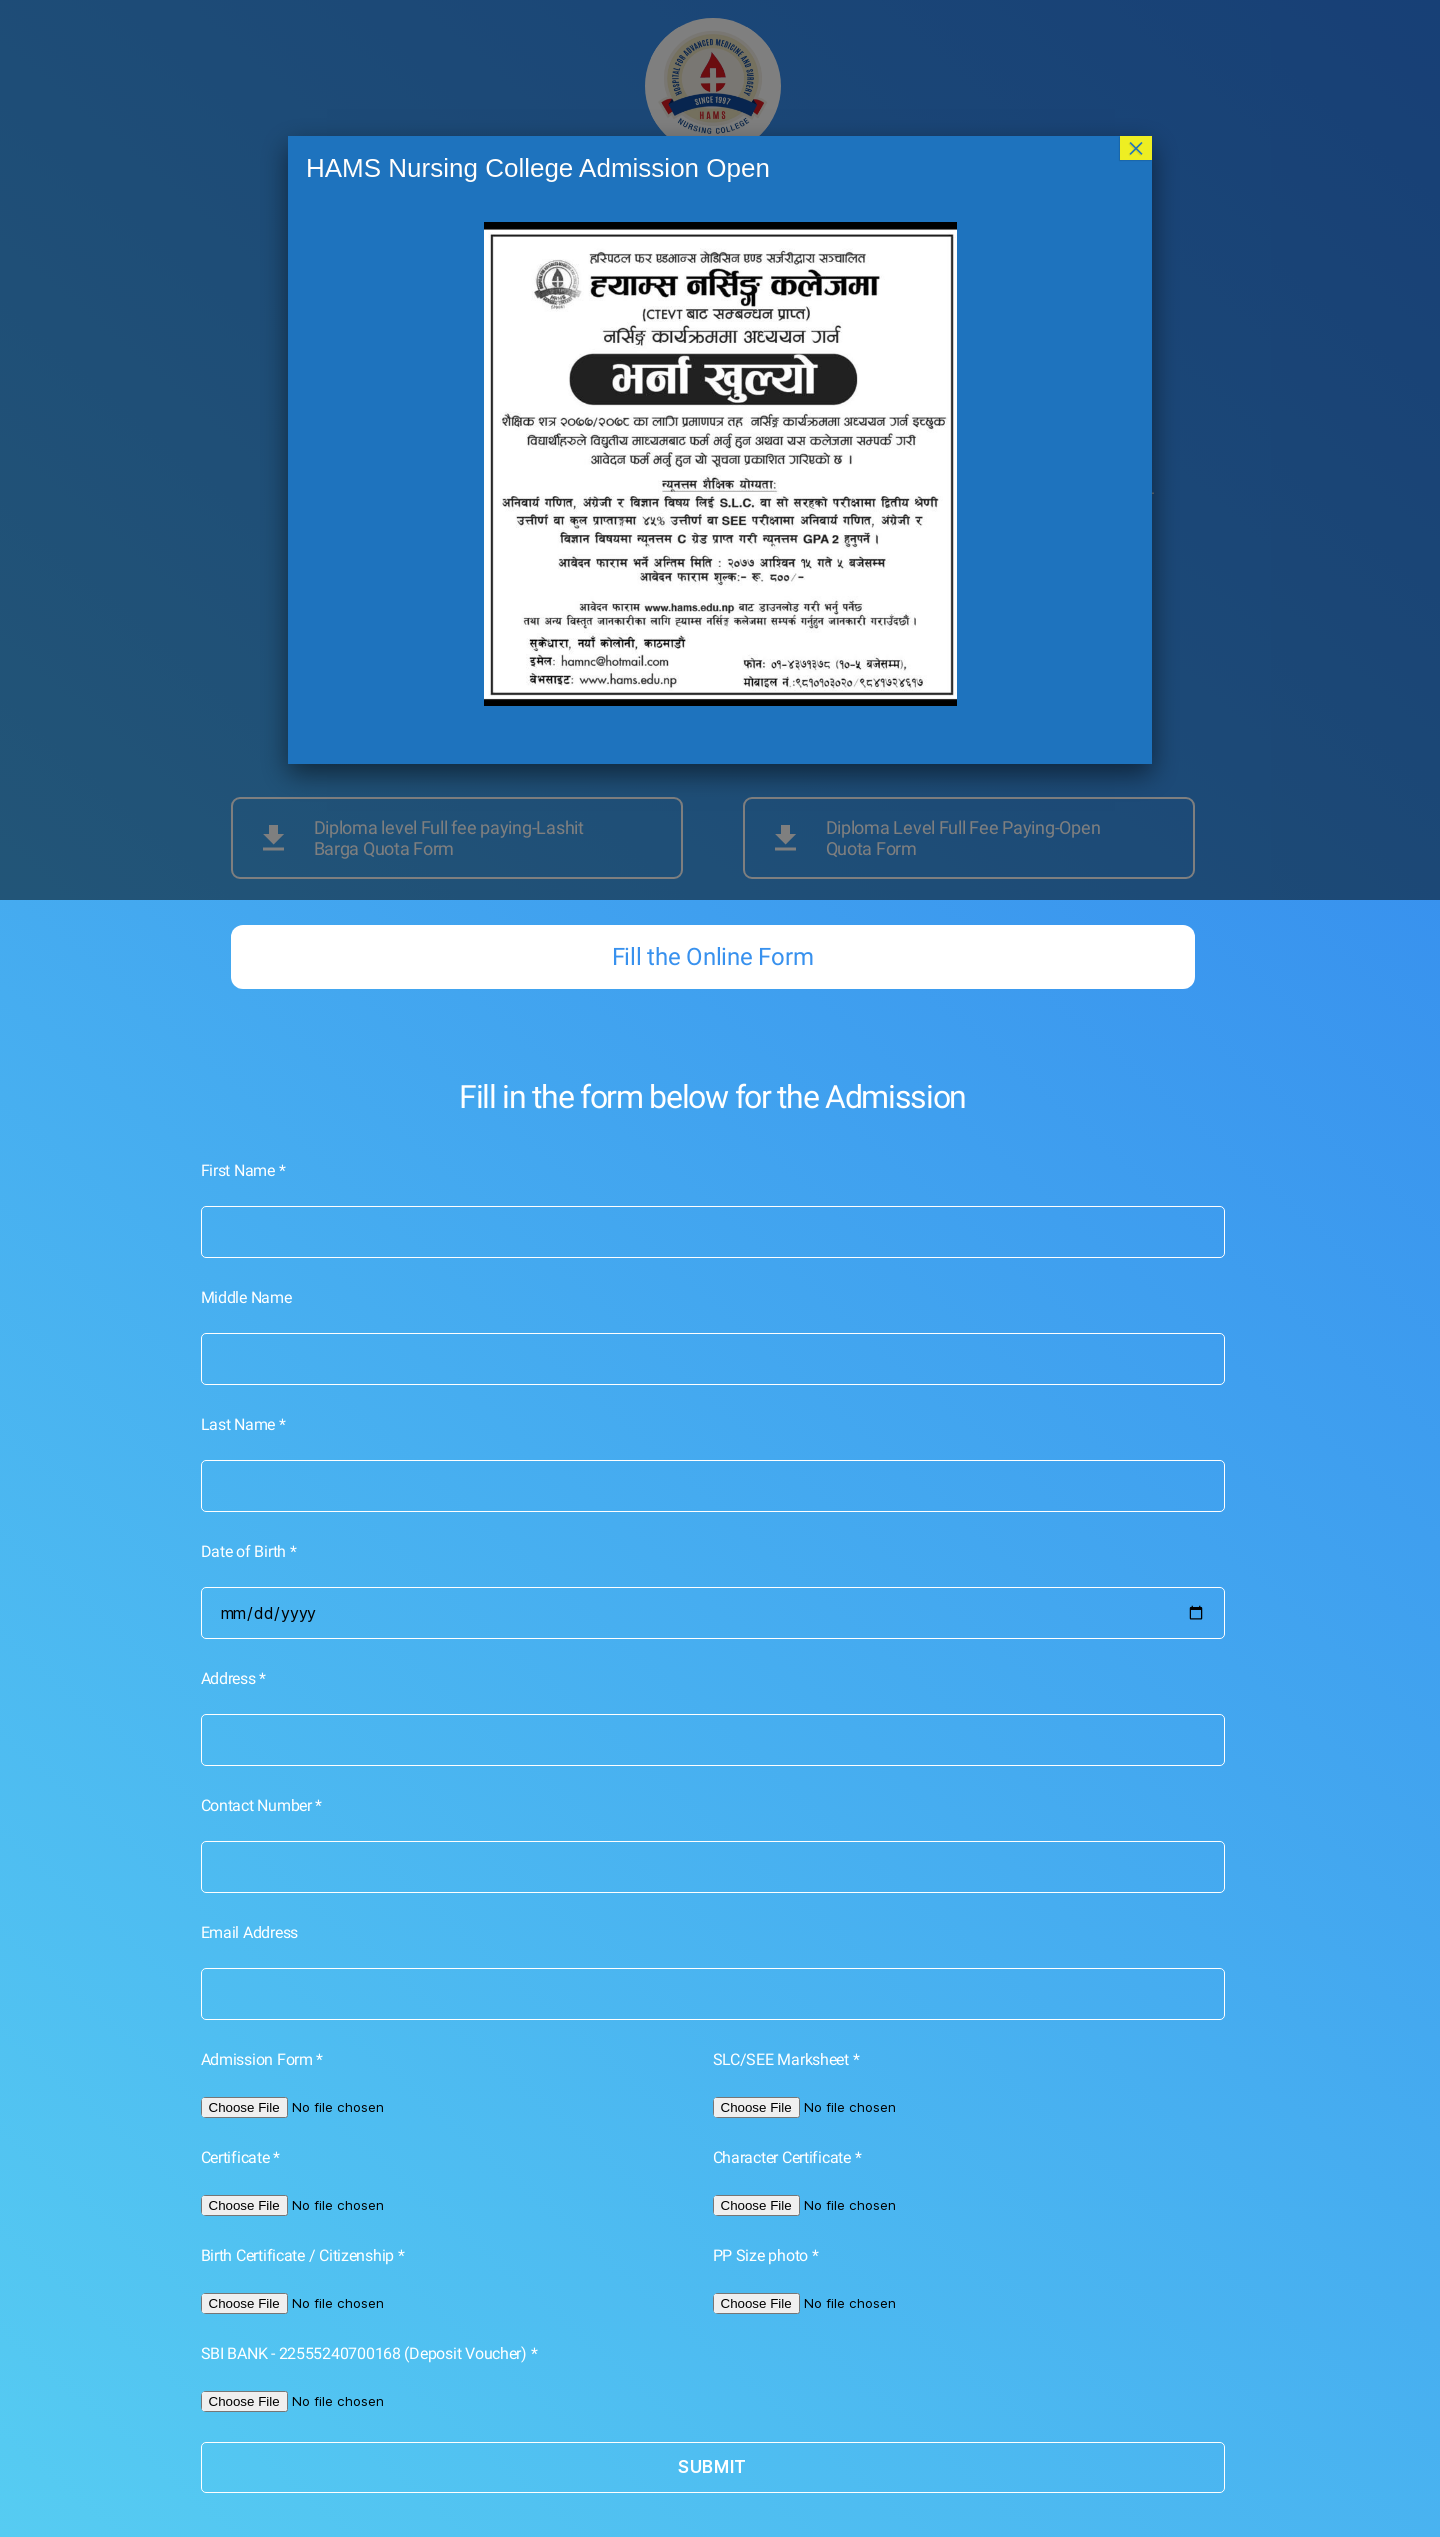 HOSPITAL FOR ADVANCED MEDICINE AND SURGERY
SINCE 1997
HAMS
NURSING COLLEGE
HAMS Nursing College Admission Open
×
हस्पिटल फर एडभान्स मेडिसिन एण्ड सर्जरीद्वारा सञ्चालित
ह्याम्स नर्सिङ्ग कलेजमा
(CTEVT बाट सम्बन्धन प्राप्त)
नर्सिङ्ग कार्यक्रममा अध्ययन गर्न
भर्ना खुल्यो
शैक्षिक शत्र २०७७/२०७८ का लागि प्रमाणपत्र तह नर्सिङ्ग कार्यक्रममा अध्ययन गर्न इच्छुक
विद्यार्थीहरुले विद्युतीय माध्यमबाट फर्म भर्नु हुन अथवा यस कलेजमा सम्पर्क गरी
आवेदन फर्म भर्नु हुन यो सूचना प्रकाशित गरिएको छ ।
न्यूनत्तम शैक्षिक योग्यता:
अनिवार्य गणित, अंग्रेजी र बिज्ञान बिषय लिई S.L.C. वा सो सरहको परीक्षामा द्वितीय श्रेणी
उत्तीर्ण वा कुल प्राप्ताङ्कमा ४५% उत्तीर्ण वा SEE परीक्षामा अनिवार्य गणित, अंग्रेजी र
बिज्ञान बिषयमा न्यूनत्तम C ग्रेड प्राप्त गरी न्यूनत्तम GPA 2 हुनुपर्ने ।
आवेदन फाराम भर्ने अन्तिम मिति : २०७७ आश्विन १५ गते ५ बजेसम्म
आवेदन फाराम शुल्क:- रू. ८००/-
आवेदन फाराम www.hams.edu.np बाट डाउनलोड गरी भर्नु पर्नेछ
तथा अन्य विस्तृत जानकारीका लागि ह्याम्स नर्सिङ्ग कलेजमा सम्पर्क गर्नुहुन जानकारी गराउँदछौं ।
सुकेधारा, नयाँ कोलोनी, काठमाडौं
इमेल: hamnc@hotmail.com
वेभसाइट: www.hams.edu.np
फोन: ०१-४३७१३७८ (१०-५ बजेसम्म),
मोबाइल नं.:९८१०१०३०२०/९८४१७२४६१७
Diploma level Full fee paying-Lashit
Barga Quota Form
Diploma Level Full Fee Paying-Open
Quota Form
Fill the Online Form
Fill in the form below for the Admission
First Name *
Middle Name
Last Name *
Date of Birth *
mm/dd/yyyy
Address *
Contact Number *
Email Address
Admission Form *
SLC/SEE Marksheet *
Choose File No file chosen
Choose File No file chosen
Certificate *
Character Certificate *
Choose File No file chosen
Choose File No file chosen
Birth Certificate / Citizenship *
PP Size photo *
Choose File No file chosen
Choose File No file chosen
SBI BANK - 22555240700168 (Deposit Voucher) *
Choose File No file chosen
SUBMIT